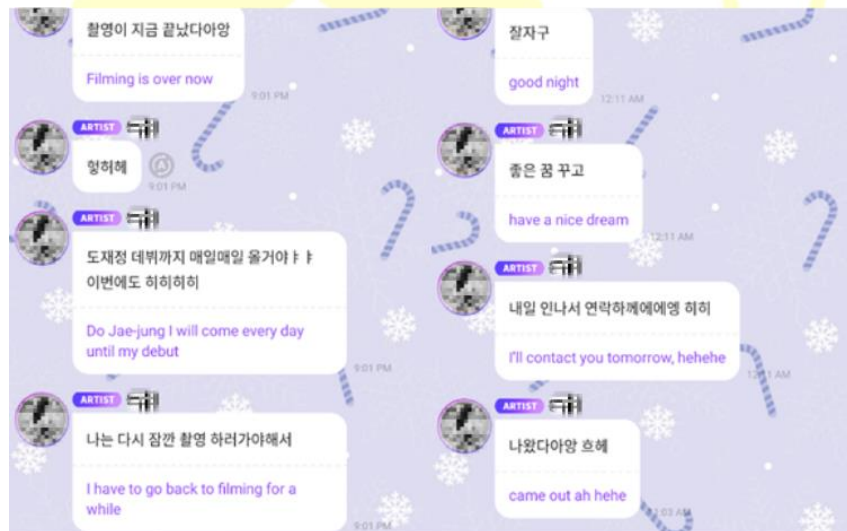 촬영이 지금 끝났다아앙
Filming is over now
9:01 PM
ARTIST
헣허헤
9:01 PM
ARTIST
도재정 데뷔까지 매일매일 올거야ㅑㅑ
이번에도 히히히히
Do Jae-jung I will come every day
until my debut
9:01 PM
ARTIST
나는 다시 잠깐 촬영 하러가야해서
I have to go back to filming for a
while
9:01 PM
잘자구
good night
12:11 AM
ARTIST
좋은 꿈 꾸고
have a nice dream
12:11 AM
ARTIST
내일 인나서 연락하께에에엥 히히
I'll contact you tomorrow, hehehe
12:11 AM
ARTIST
나왔다아앙 흐헤
came out ah hehe